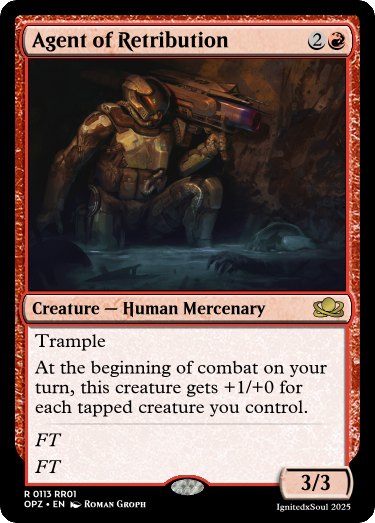 Agent of Retribution 2
Creature — Human Mercenary
Trample
At the beginning of combat on your
turn, this creature gets +1/+0 for
each tapped creature you control.
FT
FT
3/3
R 0113 RR01
OPZ • EN Roman Groph
IgnitedxSoul 2025